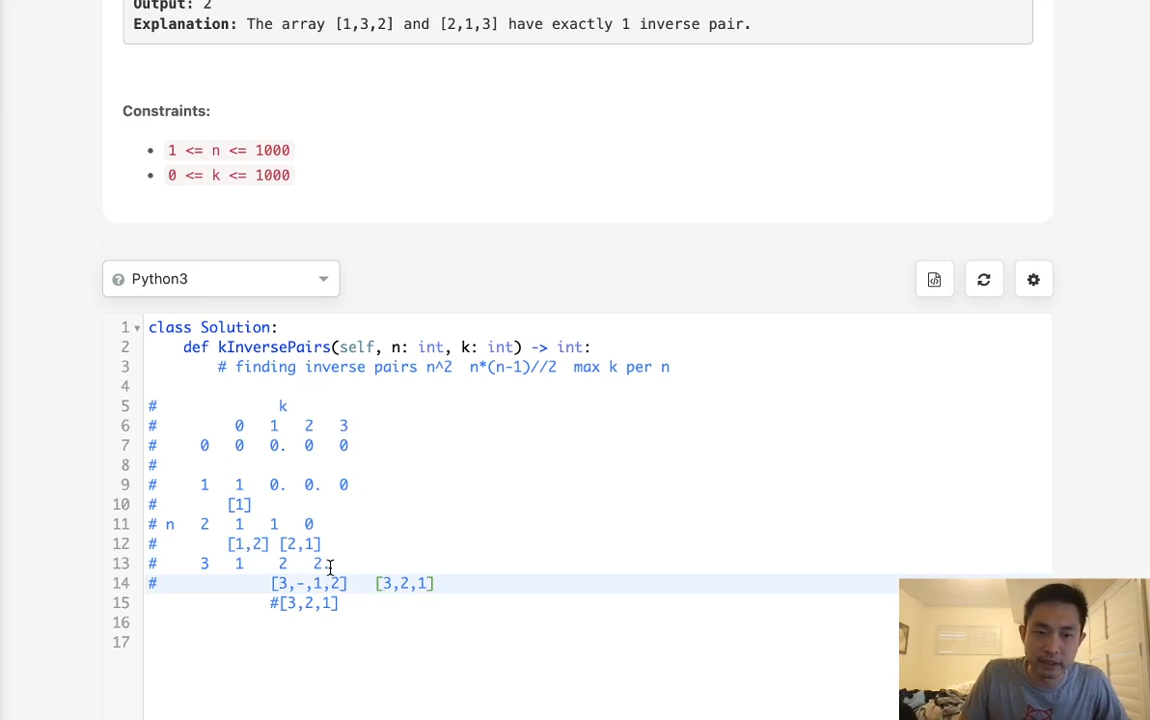 Output: 2
Explanation: The array [1,3,2] and [2,1,3] have exactly 1 inverse pair.
Constraints:
• 1 <= n <= 1000
• 0 <= k <= 1000
Python3
1 class Solution:
2 def kInversePairs(self, n: int, k: int) -> int:
3 # finding inverse pairs n^2 n*(n-1)//2 max k per n
4
5 # k
6 # 0 1 2 3
7 # 0 0 0. 0 0
8 #
9 # 1 1 0. 0. 0
10 # [1]
11 # n 2 1 1 0
12 # [1,2] [2,1]
13 # 3 1 2 2.
14 # [3,-,1,2] [3,2,1]
15 #[3,2,1]
16
17